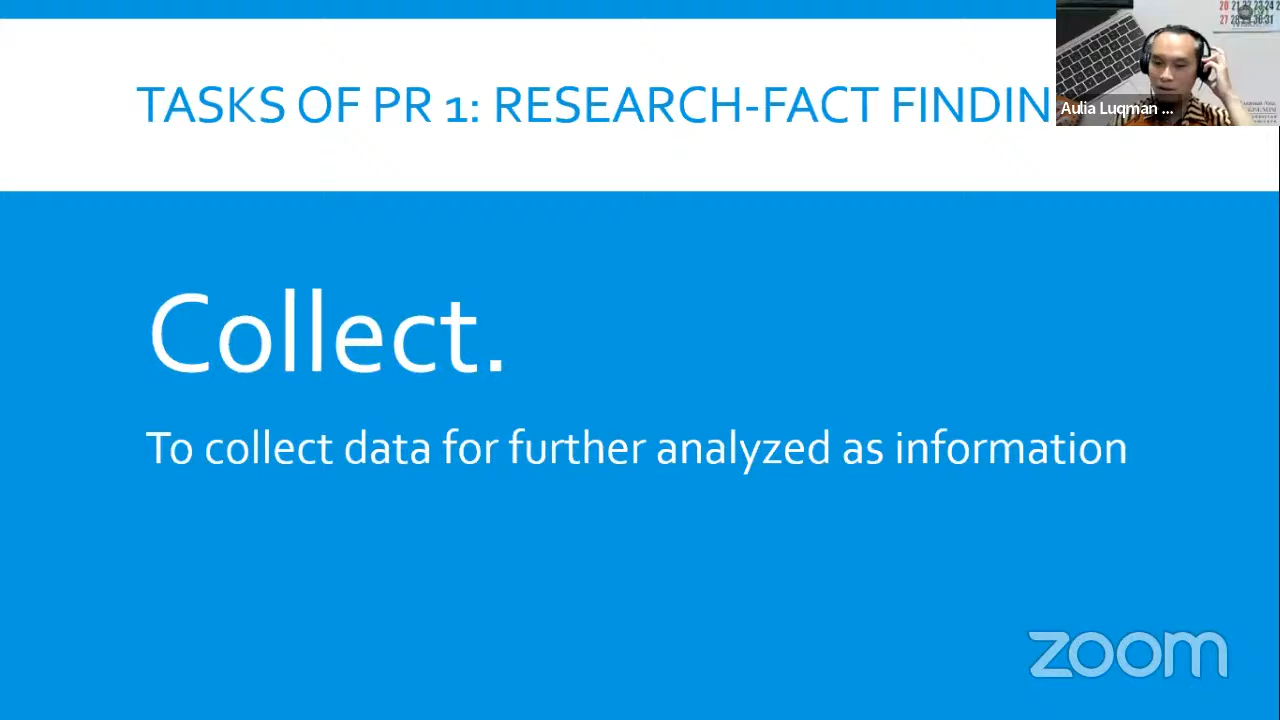 TASKS OF PR 1: RESEARCH-FACT FINDIN
Aulia Luqman ...
Collect.
To collect data for further analyzed as information
zoom